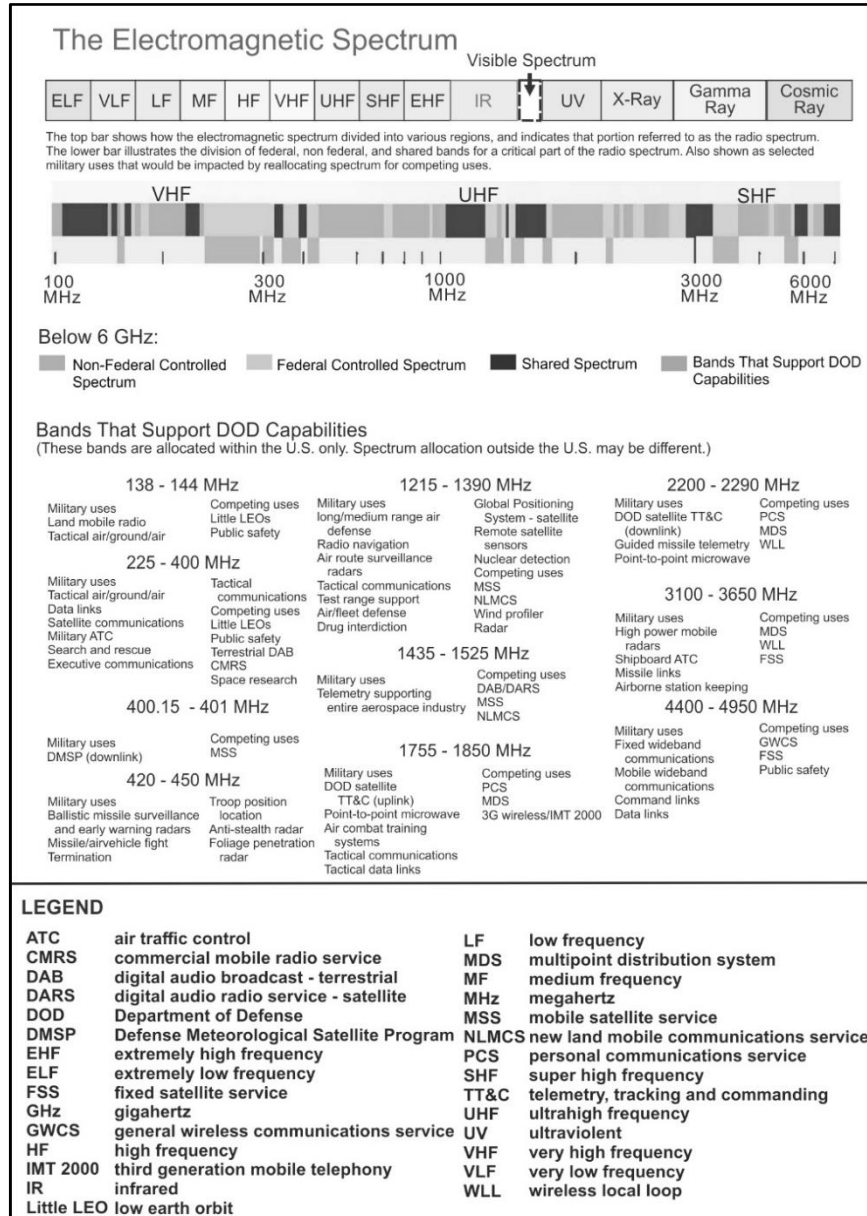 The Electromagnetic Spectrum
Visible Spectrum
ELF VLF LF MF HF VHF UHF SHF EHF IR UV X-Ray Gamma Ray Cosmic Ray
The top bar shows how the electromagnetic spectrum divided into various regions, and indicates that portion referred to as the radio spectrum.
The lower bar illustrates the division of federal, non federal, and shared bands for a critical part of the radio spectrum. Also shown as selected
military uses that would be impacted by reallocating spectrum for competing uses.
VHF UHF SHF
100 MHz
300 MHz
1000 MHz
3000 MHz
6000 MHz
Below 6 GHz:
Non-Federal Controlled
Spectrum
Federal Controlled Spectrum
Shared Spectrum
Bands That Support DOD
Capabilities
Bands That Support DOD Capabilities
(These bands are allocated within the U.S. only. Spectrum allocation outside the U.S. may be different.)
138 - 144 MHz
Military uses
Land mobile radio
Tactical air/ground/air
Competing uses
Little LEOs
Public safety
225 - 400 MHz
Military uses
Tactical air/ground/air
Data links
Satellite communications
Military ATC
Search and rescue
Executive communications
Tactical
communications
Competing uses
Little LEOs
Public safety
Terrestrial DAB
CMRS
Space research
400.15 - 401 MHz
Military uses
DMSP (downlink)
Competing uses
MSS
420 - 450 MHz
Military uses
Ballistic missile surveillance
and early warning radars
Missile/airvehicle fight
Termination
Troop position
location
Anti-stealth radar
Foliage penetration
radar
1215 - 1390 MHz
Military uses
long/medium range air
defense
Radio navigation
Air route surveillance
radars
Tactical communications
Test range support
Air/fleet defense
Drug interdiction
Global Positioning
System - satellite
Remote satellite
sensors
Nuclear detection
Competing uses
MSS
NLMCS
Wind profiler
Radar
1435 - 1525 MHz
Military uses
Telemetry supporting
entire aerospace industry
Competing uses
DAB/DARS
MSS
NLMCS
1755 - 1850 MHz
Military uses
DOD satellite
TT&C (uplink)
Point-to-point microwave
Air combat training
systems
Tactical communications
Tactical data links
Competing uses
PCS
MDS
3G wireless/IMT 2000
2200 - 2290 MHz
Military uses
DOD satellite TT&C
(downlink)
Guided missile telemetry
Point-to-point microwave
Competing uses
PCS
MDS
WLL
3100 - 3650 MHz
Military uses
High power mobile
radars
Shipboard ATC
Missile links
Airborne station keeping
Competing uses
MDS
WLL
FSS
4400 - 4950 MHz
Military uses
Fixed wideband
communications
Mobile wideband
communications
Command links
Data links
Competing uses
GWCS
FSS
Public safety
LEGEND
ATC air traffic control
CMRS commercial mobile radio service
DAB digital audio broadcast - terrestrial
DARS digital audio radio service - satellite
DOD Department of Defense
DMSP Defense Meteorological Satellite Program
EHF extremely high frequency
ELF extremely low frequency
FSS fixed satellite service
GHz gigahertz
GWCS general wireless communications service
HF high frequency
IMT 2000 third generation mobile telephony
IR infrared
Little LEO low earth orbit
LF low frequency
MDS multipoint distribution system
MF medium frequency
MHz megahertz
MSS mobile satellite service
NLMCS new land mobile communications service
PCS personal communications service
SHF super high frequency
TT&C telemetry, tracking and commanding
UHF ultrahigh frequency
UV ultraviolent
VHF very high frequency
VLF very low frequency
WLL wireless local loop